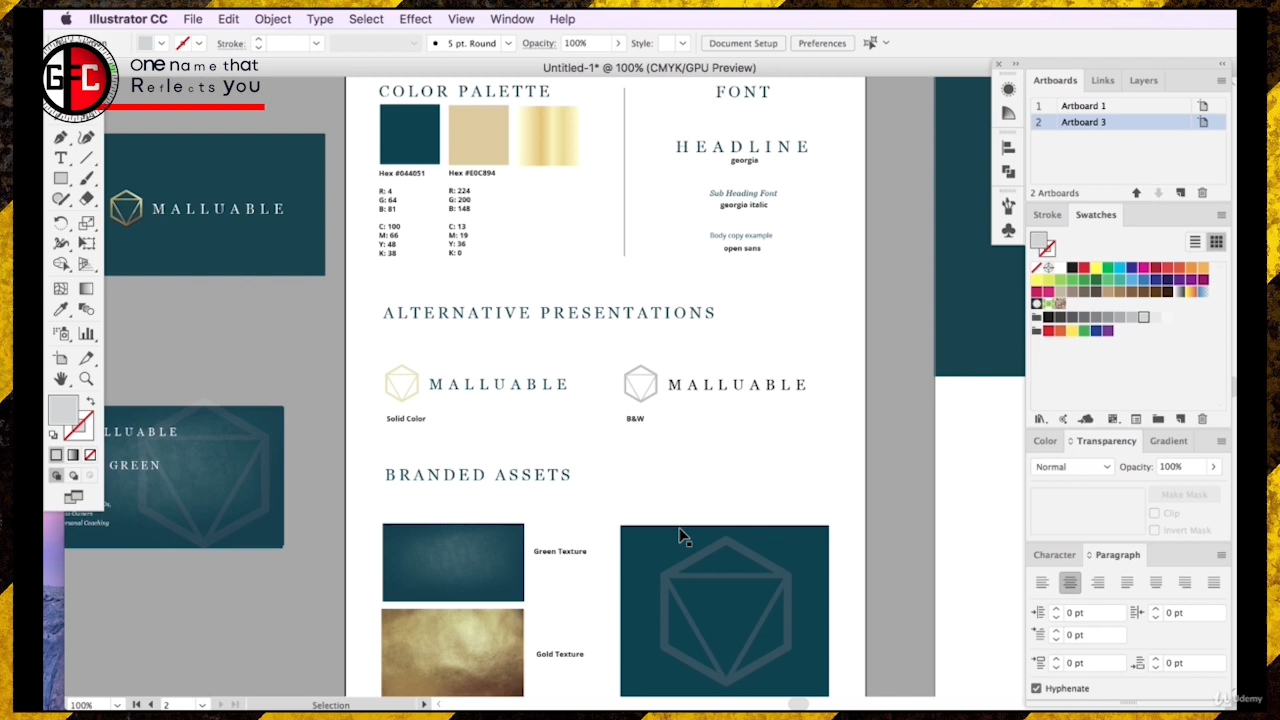 Illustrator CC File Edit Object Type Select Effect View Window Help
Stroke: 5 pt. Round Opacity: 100% Style: Document Setup Preferences
Untitled-1* @ 100% (CMYK/GPU Preview)
GFC
one name that
Reflects you
MALLUABLE
LLUABLE
GREEN
ess Owners
ersonal Coaching
COLOR PALETTE
Hex #044051
R: 4
G: 64
B: 81
C: 100
M: 66
Y: 48
K: 38
Hex #E0C894
R: 224
G: 200
B: 148
C: 13
M: 19
Y: 36
K: 0
FONT
HEADLINE
georgia
Sub Heading Font
georgia italic
Body copy example
open sans
ALTERNATIVE PRESENTATIONS
MALLUABLE
Solid Color
MALLUABLE
B&W
BRANDED ASSETS
Green Texture
Gold Texture
Artboards Links Layers
1 Artboard 1
2 Artboard 3
2 Artboards
Stroke Swatches
Color Transparency Gradient
Normal Opacity: 100%
Make Mask
Clip
Invert Mask
Character Paragraph
0 pt 0 pt
0 pt
0 pt 0 pt
Hyphenate
100% 2 Selection
Udemy